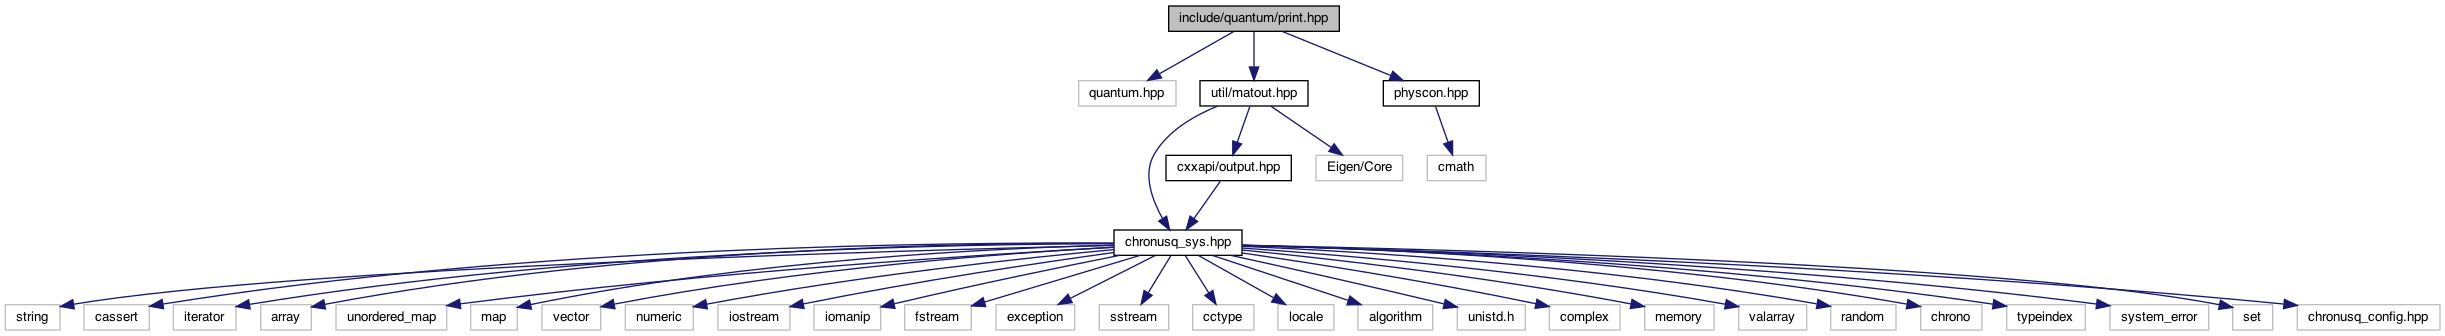 include/quantum/print.hpp
quantum.hpp
util/matout.hpp
physcon.hpp
cxxapi/output.hpp
Eigen/Core
cmath
chronusq_sys.hpp
string
cassert
iterator
array
unordered_map
map
vector
numeric
iostream
iomanip
fstream
exception
sstream
cctype
locale
algorithm
unistd.h
complex
memory
valarray
random
chrono
typeindex
system_error
set
chronusq_config.hpp